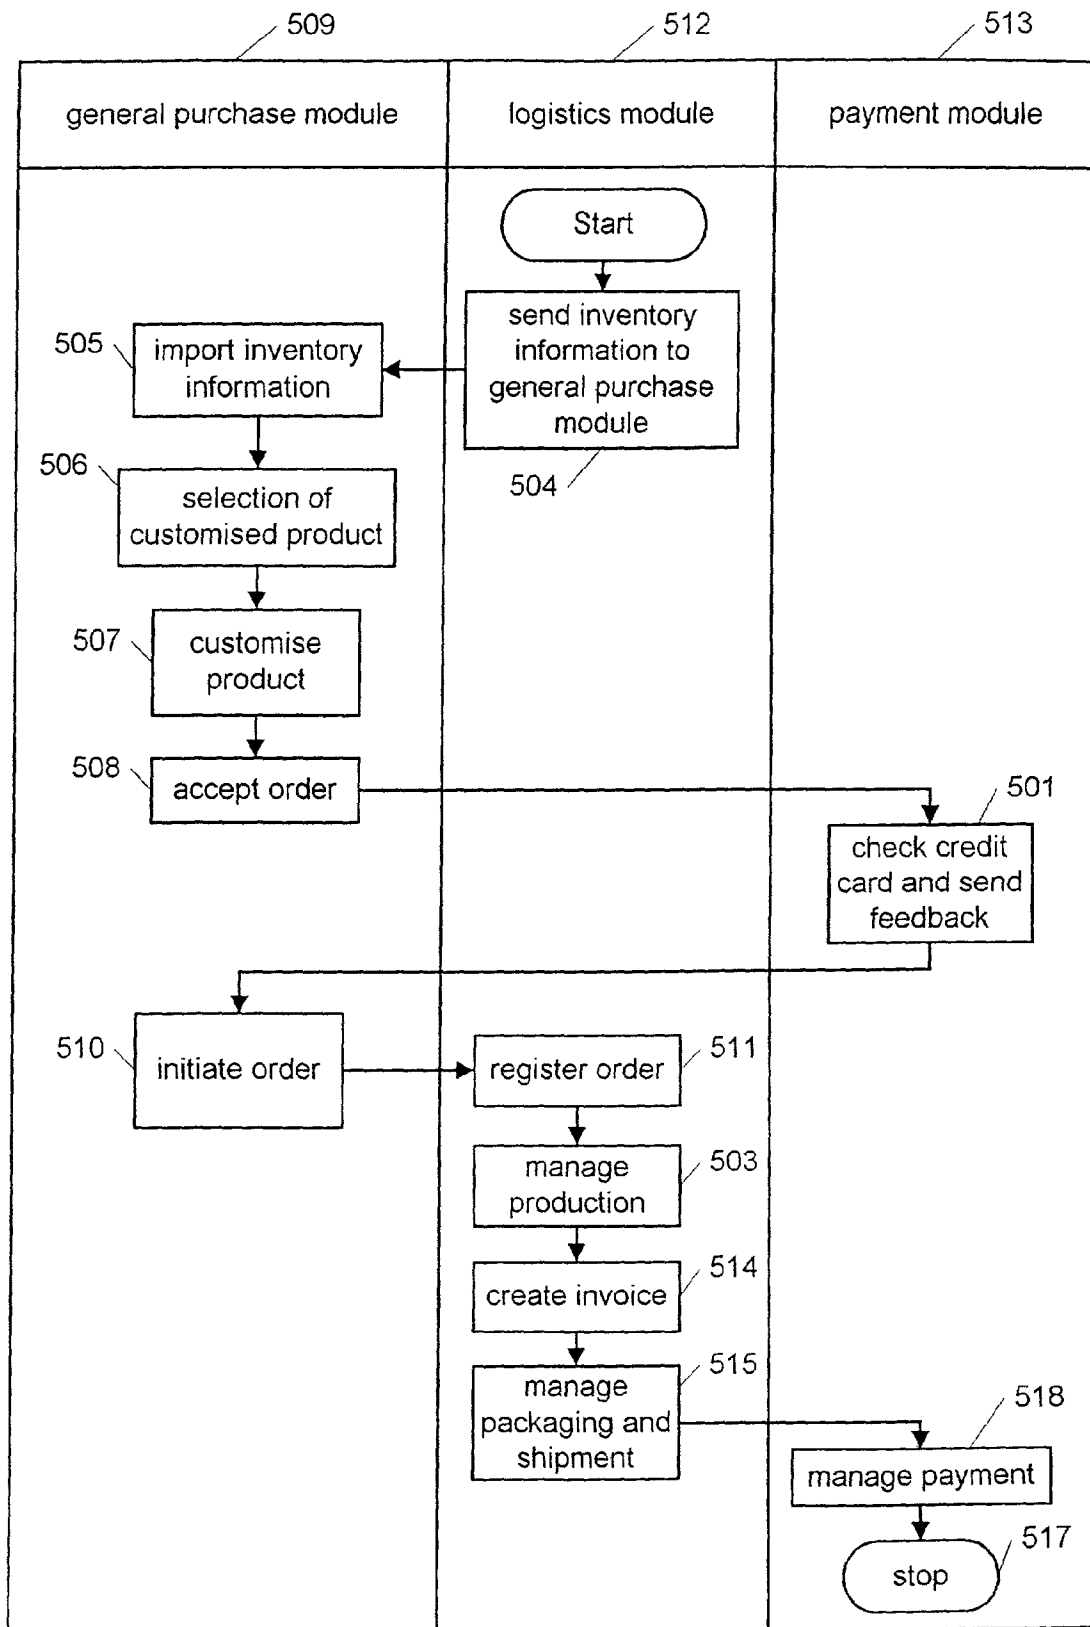 509
512
513
general purchase module
logistics module
payment module
Start
send inventory
information to
general purchase
module
504
505
import inventory
information
506
selection of
customised product
507
customise
product
508
accept order
501
check credit
card and send
feedback
510
initiate order
register order
511
manage
production
503
create invoice
514
manage
packaging and
shipment
515
518
manage payment
stop
517